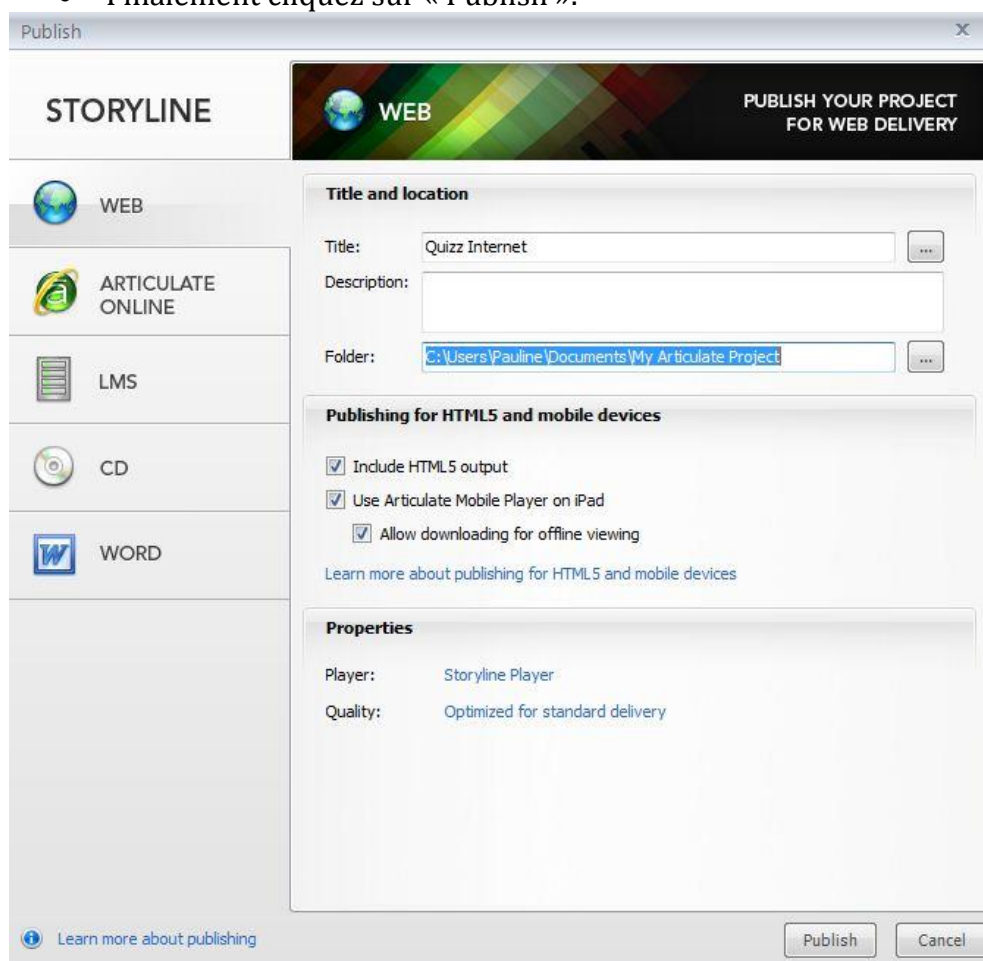 Finalement cliquez sur « Publish ».
Publish
STORYLINE
WEB
PUBLISH YOUR PROJECT
FOR WEB DELIVERY
WEB
ARTICULATE
ONLINE
LMS
CD
WORD
Title and location
Title: Quizz Internet ...
Description:
Folder: C:\Users\Pauline\Documents\My Articulate Project ...
Publishing for HTML5 and mobile devices
Include HTML5 output
Use Articulate Mobile Player on iPad
Allow downloading for offline viewing
Learn more about publishing for HTML5 and mobile devices
Properties
Player: Storyline Player
Quality: Optimized for standard delivery
Learn more about publishing
Publish Cancel